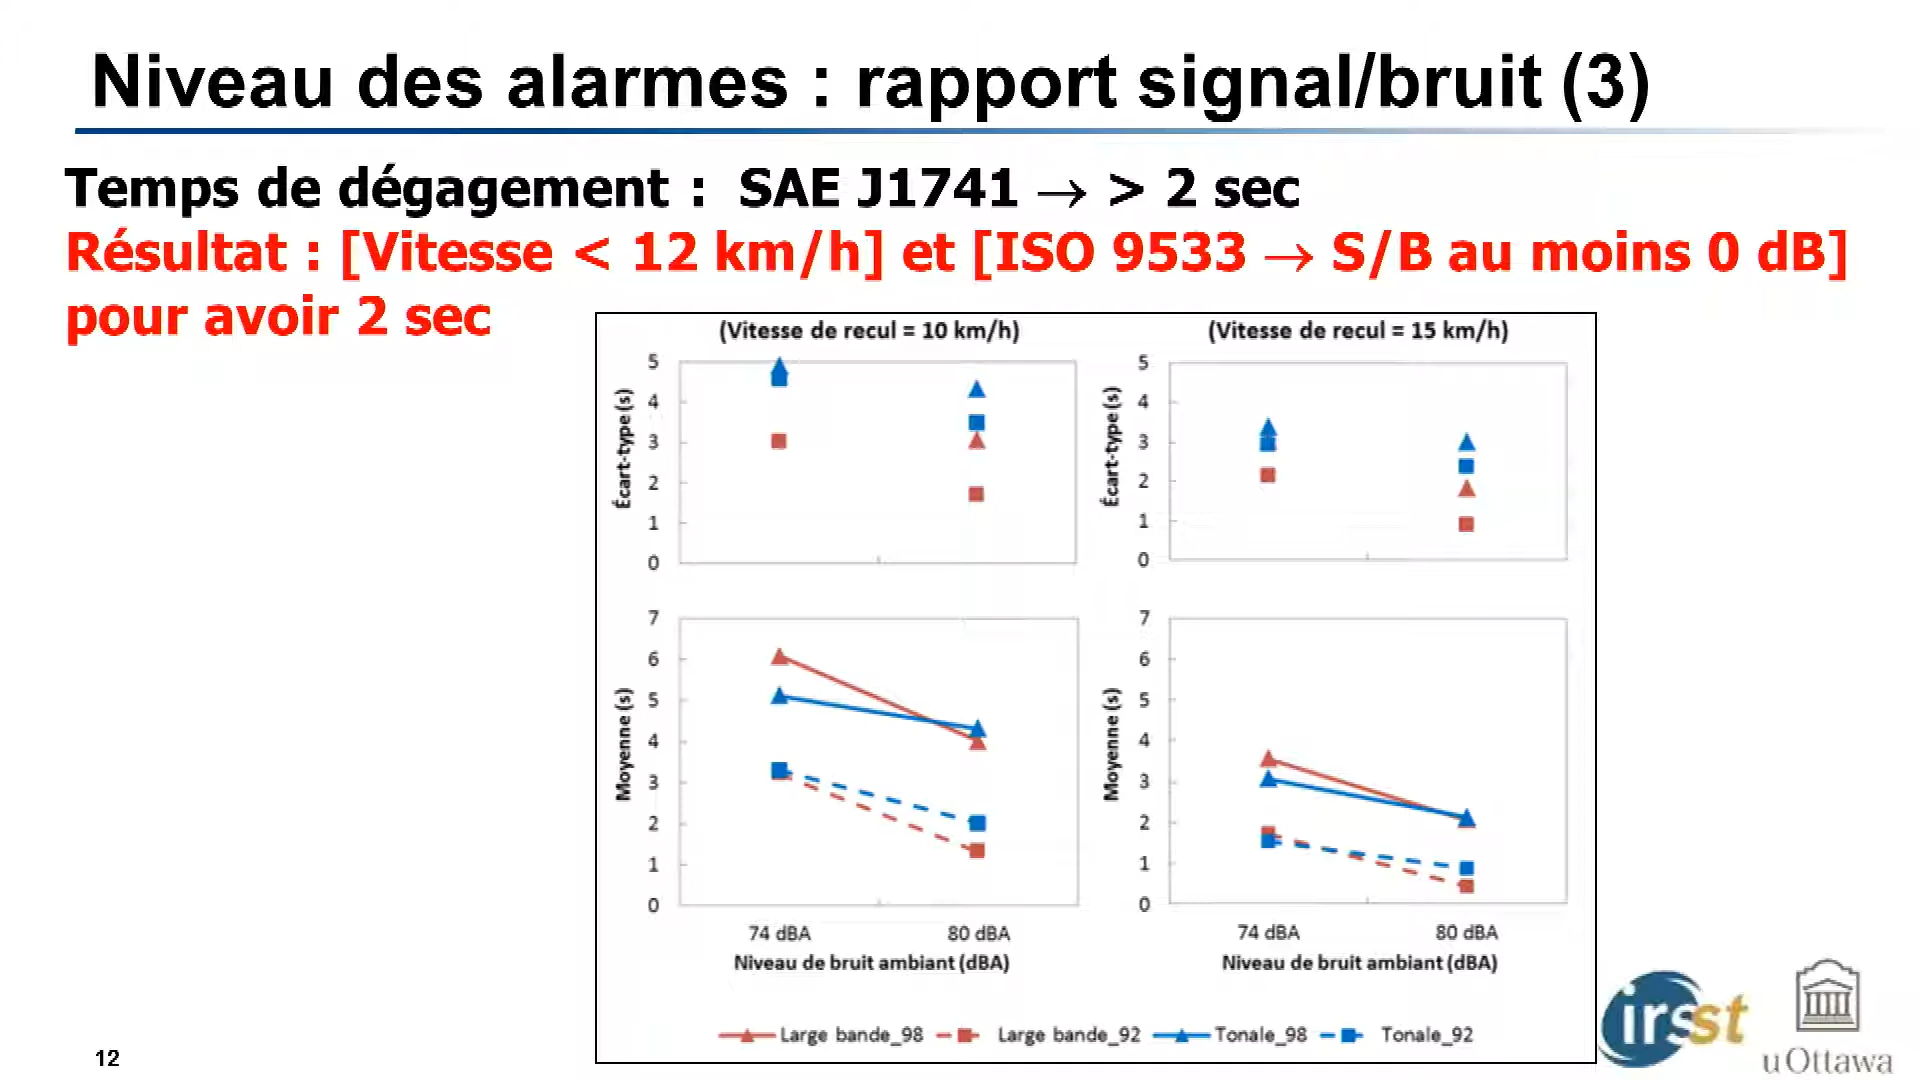 Niveau des alarmes : rapport signal/bruit (3)
Temps de dégagement : SAE J1741 → > 2 sec
Résultat : [Vitesse < 12 km/h] et [ISO 9533 → S/B au moins 0 dB]
pour avoir 2 sec
(Vitesse de recul = 10 km/h)
Écart-type (s)
5
4
3
2
1
0
Moyenne (s)
7
6
5
4
3
2
1
0
74 dBA 80 dBA
Niveau de bruit ambiant (dBA)
(Vitesse de recul = 15 km/h)
Écart-type (s)
5
4
3
2
1
0
Moyenne (s)
7
6
5
4
3
2
1
0
74 dBA 80 dBA
Niveau de bruit ambiant (dBA)
Large bande_98 Large bande_92 Tonale_98 Tonale_92
irsst
uOttawa
12